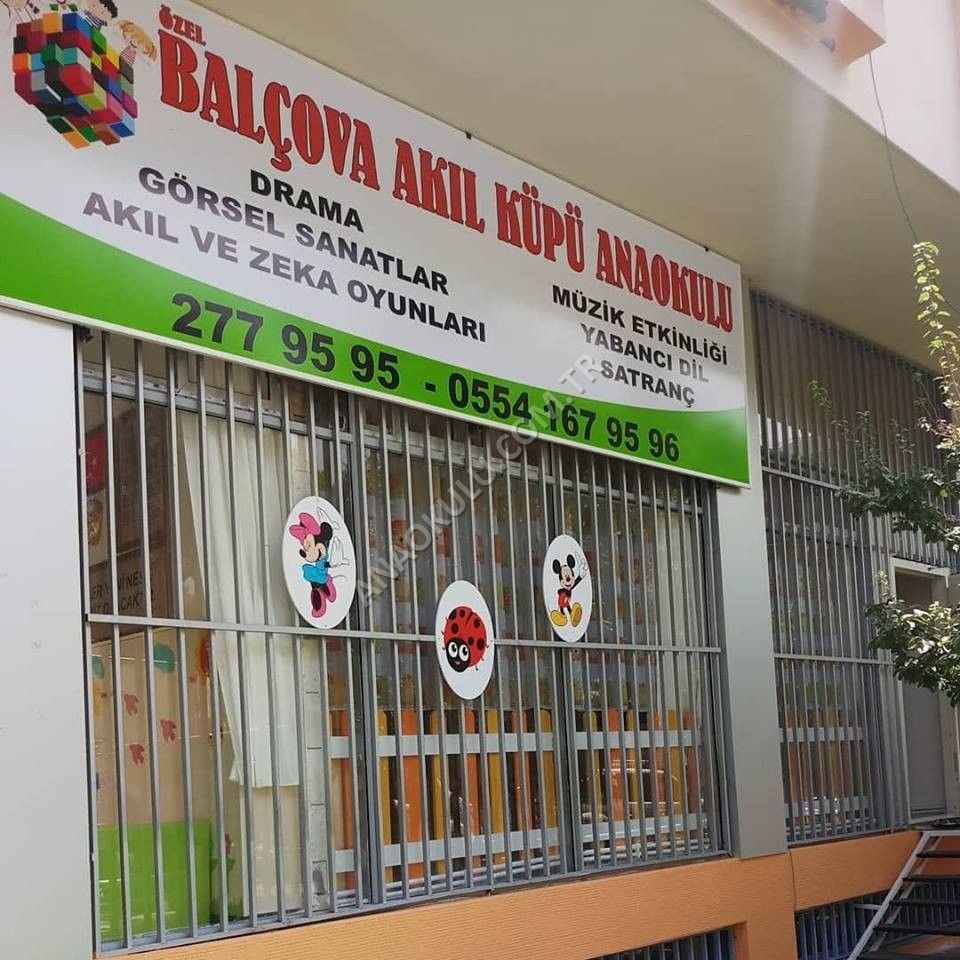 ÖZEL
BALÇOVA AKIL KÜPÜ ANAOKULU
DRAMA
GÖRSEL SANATLAR
AKIL VE ZEKA OYUNLARI
MÜZİK ETKİNLİĞİ
YABANCI DİL
SATRANÇ
277 95 95 - 0554 167 95 96
ANAOKULU.COM.TR